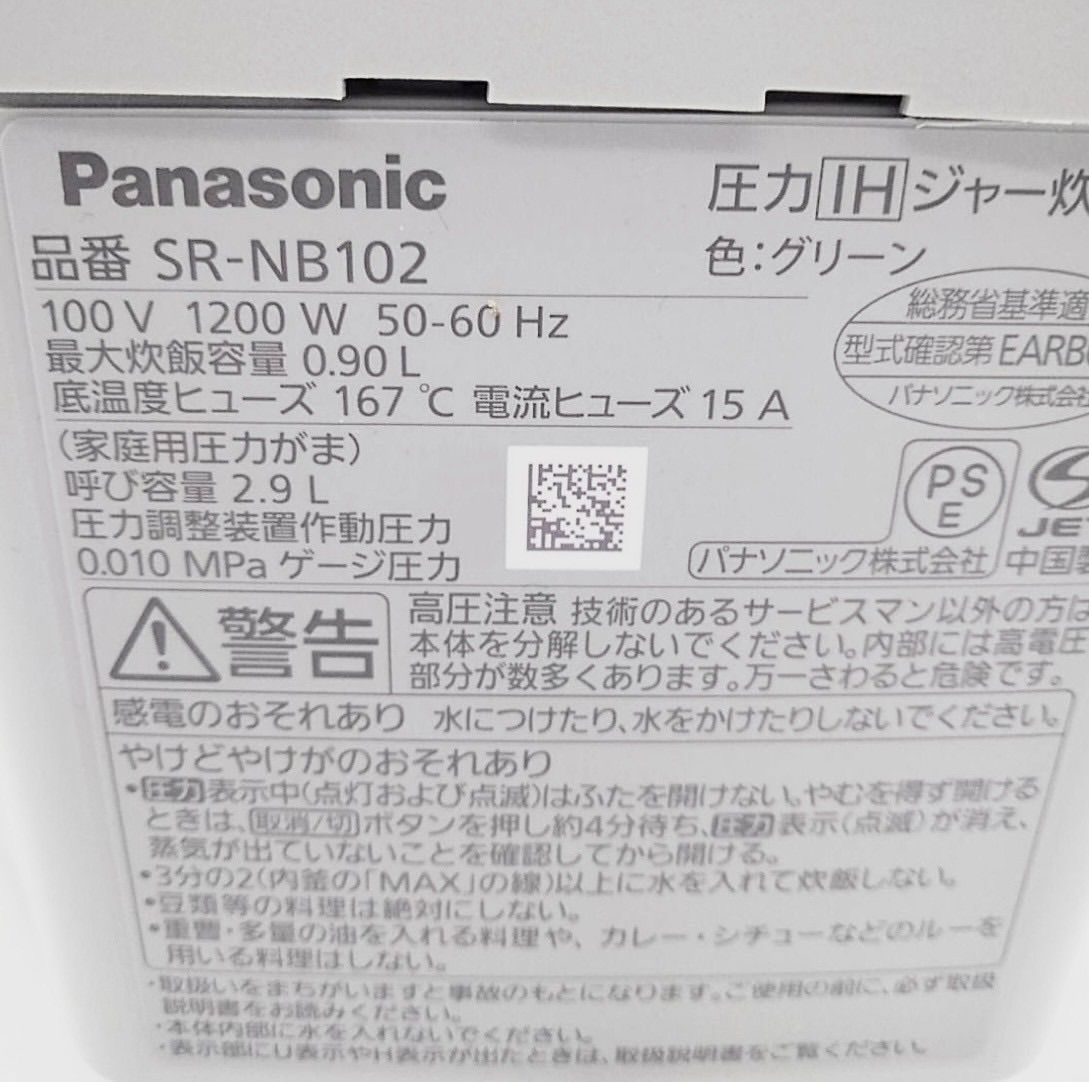 Panasonic
圧力IHジャー炊
品番 SR-NB102
色：グリーン
100 V 1200 W 50-60 Hz
最大炊飯容量 0.90 L
底温度ヒューズ 167 ℃ 電流ヒューズ 15 A
総務省基準適
型式確認第EARB
パナソニック株式会社
(家庭用圧力がま)
呼び容量 2.9 L
圧力調整装置作動圧力
0.010 MPa ゲージ圧力
PS
E
JE
パナソニック株式会社 中国製
警告
高圧注意 技術のあるサービスマン以外の方は
本体を分解しないでください。内部には高電圧
部分が数多くあります。万一さわると危険です。
感電のおそれあり 水につけたり、水をかけたりしないでください。
やけどやけがのおそれあり
・圧力表示中(点灯および点滅)はふたを開けない。やむを得ず開ける
ときは、取消/切ボタンを押し約4分待ち、圧力表示(点滅)が消え、
蒸気が出ていないことを確認してから開ける。
・3分の2(内釜の「MAX」の線)以上に水を入れて炊飯しない。
・豆類等の料理は絶対にしない。
・重曹・多量の油を入れる料理や、カレー・シチューなどのルーを
用いる料理はしない。
・取扱いをまちがいますと事故のもとになります。ご使用の前に、必ず取扱
説明書をお読みください。
・本体内部に水を入れないでください。
・表示部にU表示やH表示が出たときは、取扱説明書をご覧ください。